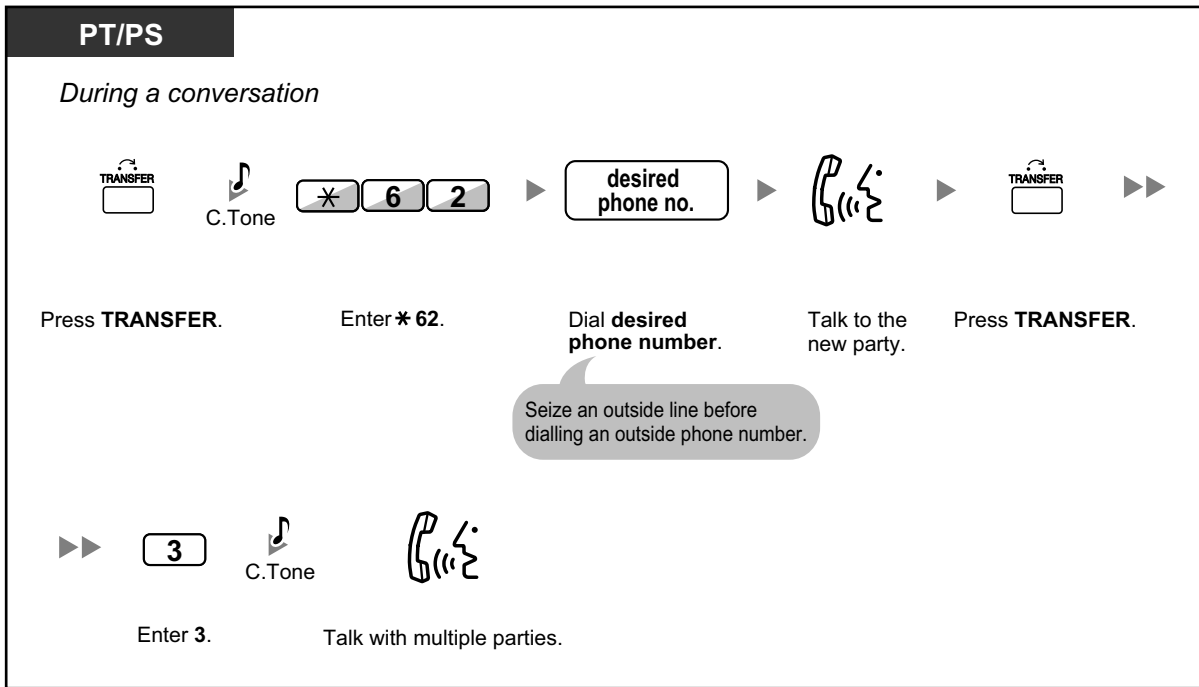 PT/PS
During a conversation
TRANSFER
C.Tone
* 6 2
desired
phone no.
TRANSFER
Press TRANSFER.
Enter * 62.
Dial desired
phone number.
Talk to the
new party.
Press TRANSFER.
Seize an outside line before
dialling an outside phone number.
3
C.Tone
Enter 3.
Talk with multiple parties.